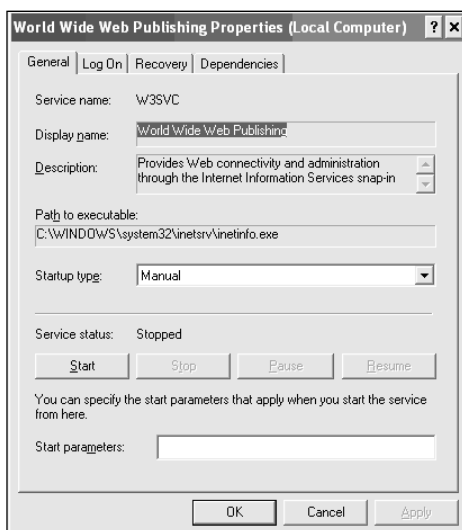 World Wide Web Publishing Properties (Local Computer) ? ×
General Log On Recovery Dependencies
Service name: W3SVC
Display name: World Wide Web Publishing
Description: Provides Web connectivity and administration
through the Internet Information Services snap-in
Path to executable:
C:\WINDOWS\system32\inetsrv\inetinfo.exe
Startup type: Manual
Service status: Stopped
Start Stop Pause Resume
You can specify the start parameters that apply when you start the service
from here.
Start parameters:
OK Cancel Apply